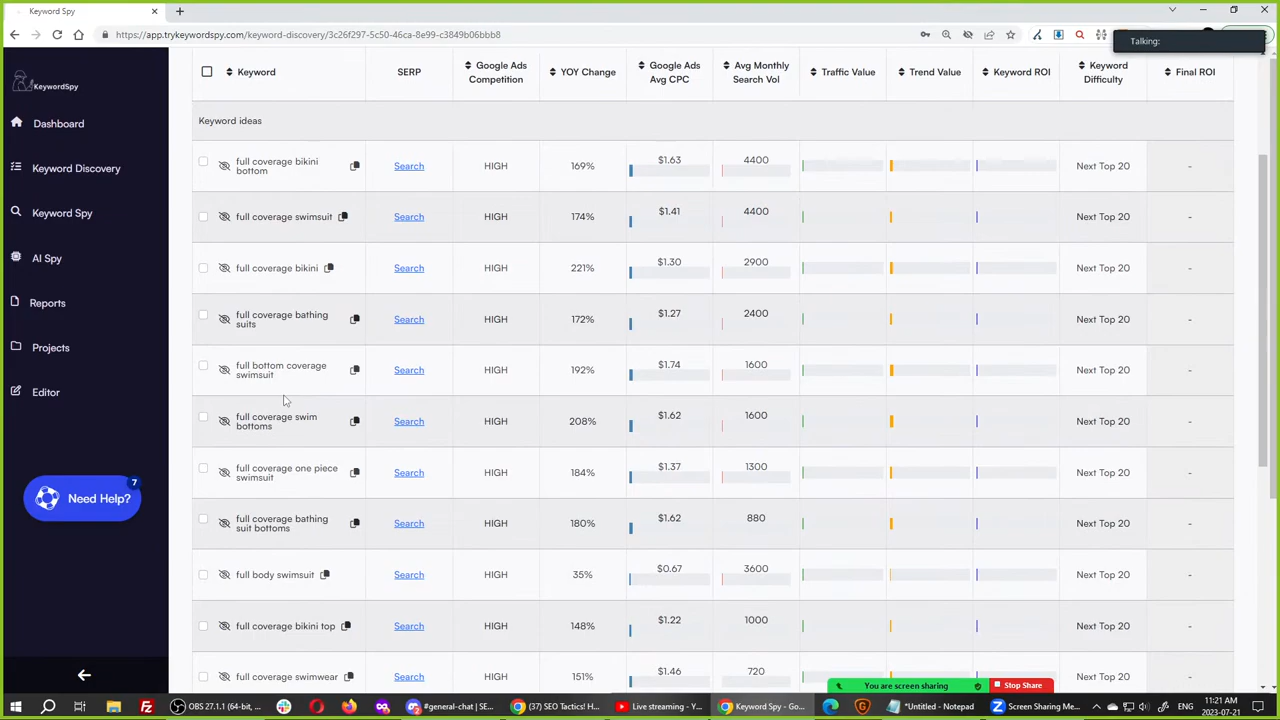 Keyword Spy
https://app.trykeywordspy.com/keyword-discovery/3c26f297-5c50-46ca-8e99-c3849b06bbb8
Talking:
KeywordSpy
Dashboard
Keyword Discovery
Keyword Spy
AI Spy
Reports
Projects
Editor
Need Help?
7
Keyword SERP Google Ads Competition YOY Change Google Ads Avg CPC Avg Monthly Search Vol Traffic Value Trend Value Keyword ROI Keyword Difficulty Final ROI
Keyword ideas
full coverage bikini bottom Search HIGH 169% $1.63 4400 Next Top 20 -
full coverage swimsuit Search HIGH 174% $1.41 4400 Next Top 20 -
full coverage bikini Search HIGH 221% $1.30 2900 Next Top 20 -
full coverage bathing suits Search HIGH 172% $1.27 2400 Next Top 20 -
full bottom coverage swimsuit Search HIGH 192% $1.74 1600 Next Top 20 -
full coverage swim bottoms Search HIGH 208% $1.62 1600 Next Top 20 -
full coverage one piece swimsuit Search HIGH 184% $1.37 1300 Next Top 20 -
full coverage bathing suit bottoms Search HIGH 180% $1.62 880 Next Top 20 -
full body swimsuit Search HIGH 35% $0.67 3600 Next Top 20 -
full coverage bikini top Search HIGH 148% $1.22 1000 Next Top 20 -
full coverage swimwear Search HIGH 151% $1.46 720 Next Top 20 -
You are screen sharing Stop Share
OBS 27.1.1 (64-bit, ... #general-chat | ... (37) SEO Tactics | H... Live streaming - Y... Keyword Spy - Go... *Untitled - Notepad Screen Sharing Me... 11:21 AM
2023-07-21